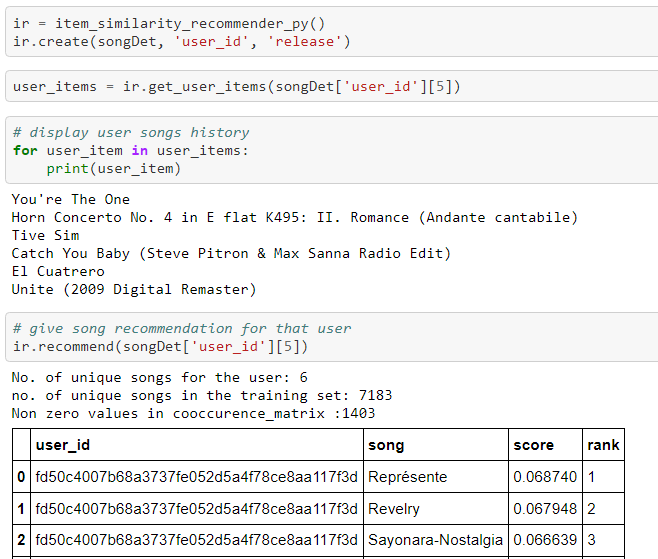 ir = item_similarity_recommender_py()
ir.create(songDet, 'user_id', 'release')
user_items = ir.get_user_items(songDet['user_id'][5])
# display user songs history
for user_item in user_items:
    print(user_item)
You're The One
Horn Concerto No. 4 in E flat K495: II. Romance (Andante cantabile)
Tive Sim
Catch You Baby (Steve Pitron & Max Sanna Radio Edit)
El Cuatrero
Unite (2009 Digital Remaster)
# give song recommendation for that user
ir.recommend(songDet['user_id'][5])
No. of unique songs for the user: 6
no. of unique songs in the training set: 7183
Non zero values in cooccurence_matrix :1403
user_id song score rank
0 fd50c4007b68a3737fe052d5a4f78ce8aa117f3d Représente 0.068740 1
1 fd50c4007b68a3737fe052d5a4f78ce8aa117f3d Revelry 0.067948 2
2 fd50c4007b68a3737fe052d5a4f78ce8aa117f3d Sayonara-Nostalgia 0.066639 3